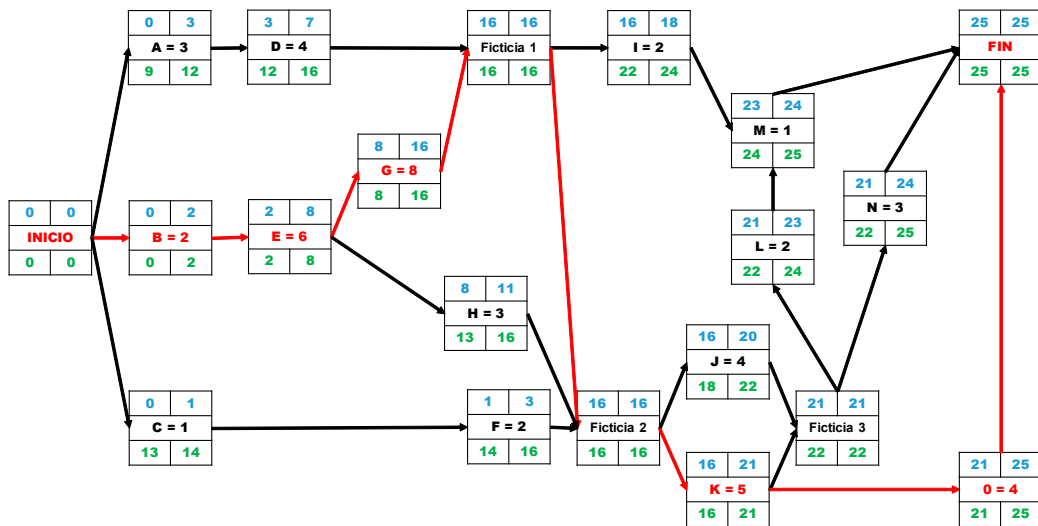 0 3
A = 3
9 12
3 7
D = 4
12 16
16 16
Ficticia 1
16 16
16 18
I = 2
22 24
25 25
FIN
25 25
23 24
M = 1
24 25
8 16
G = 8
8 16
21 24
N = 3
22 25
0 0
INICIO
0 0
0 2
B = 2
0 2
2 8
E = 6
2 8
21 23
L = 2
22 24
8 11
H = 3
13 16
16 20
J = 4
18 22
0 1
C = 1
13 14
1 3
F = 2
14 16
16 16
Ficticia 2
16 16
21 21
Ficticia 3
22 22
16 21
K = 5
16 21
21 25
0 = 4
21 25